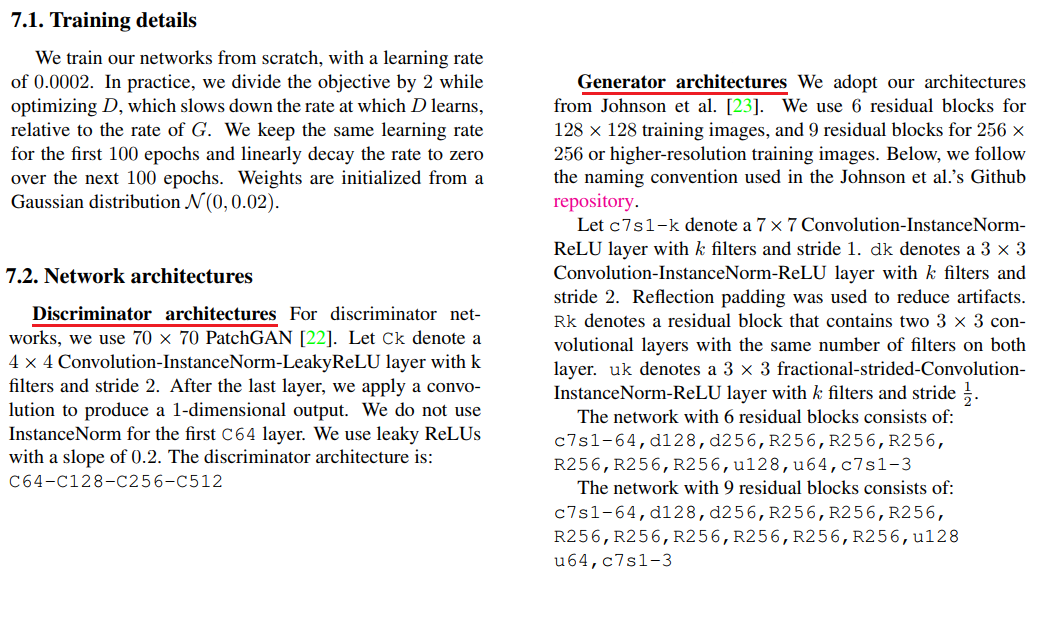 7.1. Training details
We train our networks from scratch, with a learning rate
of 0.0002. In practice, we divide the objective by 2 while
optimizing D, which slows down the rate at which D learns,
relative to the rate of G. We keep the same learning rate
for the first 100 epochs and linearly decay the rate to zero
over the next 100 epochs. Weights are initialized from a
Gaussian distribution N(0, 0.02).
7.2. Network architectures
Discriminator architectures For discriminator net-
works, we use 70 × 70 PatchGAN [22]. Let Ck denote a
4 × 4 Convolution-InstanceNorm-LeakyReLU layer with k
filters and stride 2. After the last layer, we apply a convo-
lution to produce a 1-dimensional output. We do not use
InstanceNorm for the first C64 layer. We use leaky ReLUs
with a slope of 0.2. The discriminator architecture is:
C64-C128-C256-C512
Generator architectures We adopt our architectures
from Johnson et al. [23]. We use 6 residual blocks for
128 × 128 training images, and 9 residual blocks for 256 ×
256 or higher-resolution training images. Below, we follow
the naming convention used in the Johnson et al.'s Github
repository.
Let c7s1-k denote a 7 × 7 Convolution-InstanceNorm-
ReLU layer with k filters and stride 1. dk denotes a 3 × 3
Convolution-InstanceNorm-ReLU layer with k filters and
stride 2. Reflection padding was used to reduce artifacts.
Rk denotes a residual block that contains two 3 × 3 con-
volutional layers with the same number of filters on both
layer. uk denotes a 3 × 3 fractional-strided-Convolution-
InstanceNorm-ReLU layer with k filters and stride 1/2.
The network with 6 residual blocks consists of:
c7s1-64,d128,d256,R256,R256,R256,
R256,R256,R256,u128,u64,c7s1-3
The network with 9 residual blocks consists of:
c7s1-64,d128,d256,R256,R256,R256,
R256,R256,R256,R256,R256,R256,u128
u64,c7s1-3